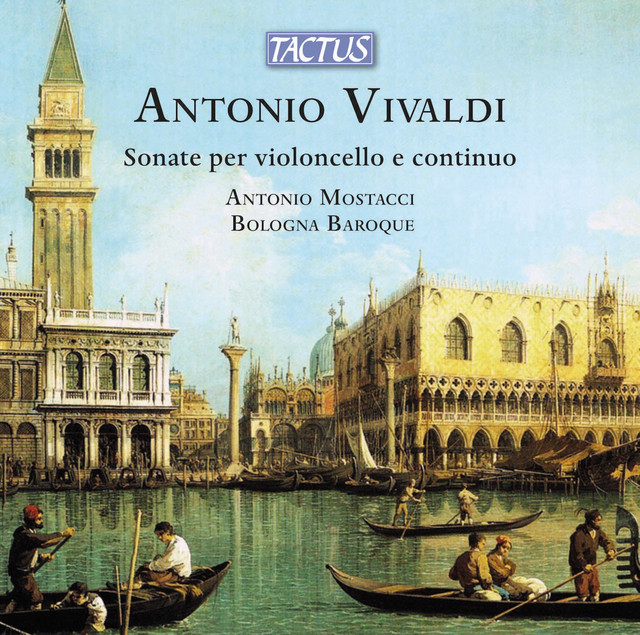 TACTUS
ANTONIO VIVALDI
Sonate per violoncello e continuo
ANTONIO MOSTACCI
BOLOGNA BAROQUE